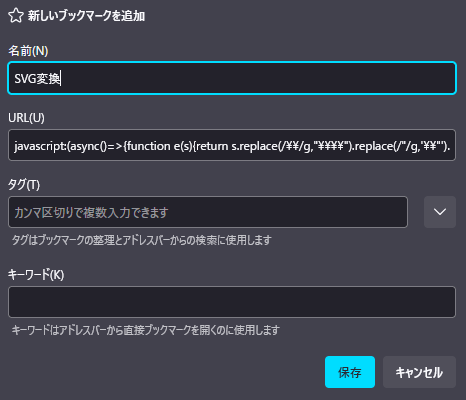 新しいブックマークを追加
名前(N)
SVG変換
URL(U)
javascript:(async()=>{function e(s){return s.replace(/¥¥/g,"¥¥¥¥").replace(/"/g,'¥¥"').
タグ(T)
カンマ区切りで複数入力できます
タグはブックマークの整理とアドレスバーからの検索に使用します
キーワード(K)
キーワードはアドレスバーから直接ブックマークを開くのに使用します
保存 キャンセル